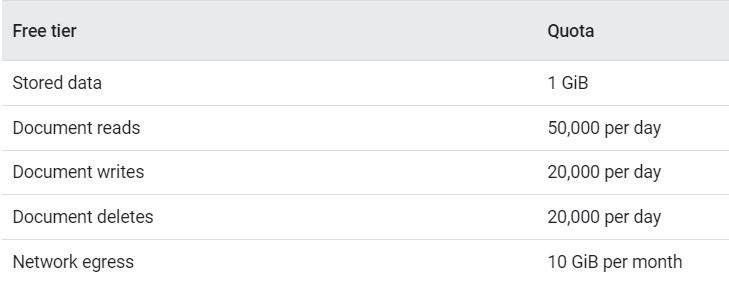 Free tier Quota
Stored data 1 GiB
Document reads 50,000 per day
Document writes 20,000 per day
Document deletes 20,000 per day
Network egress 10 GiB per month